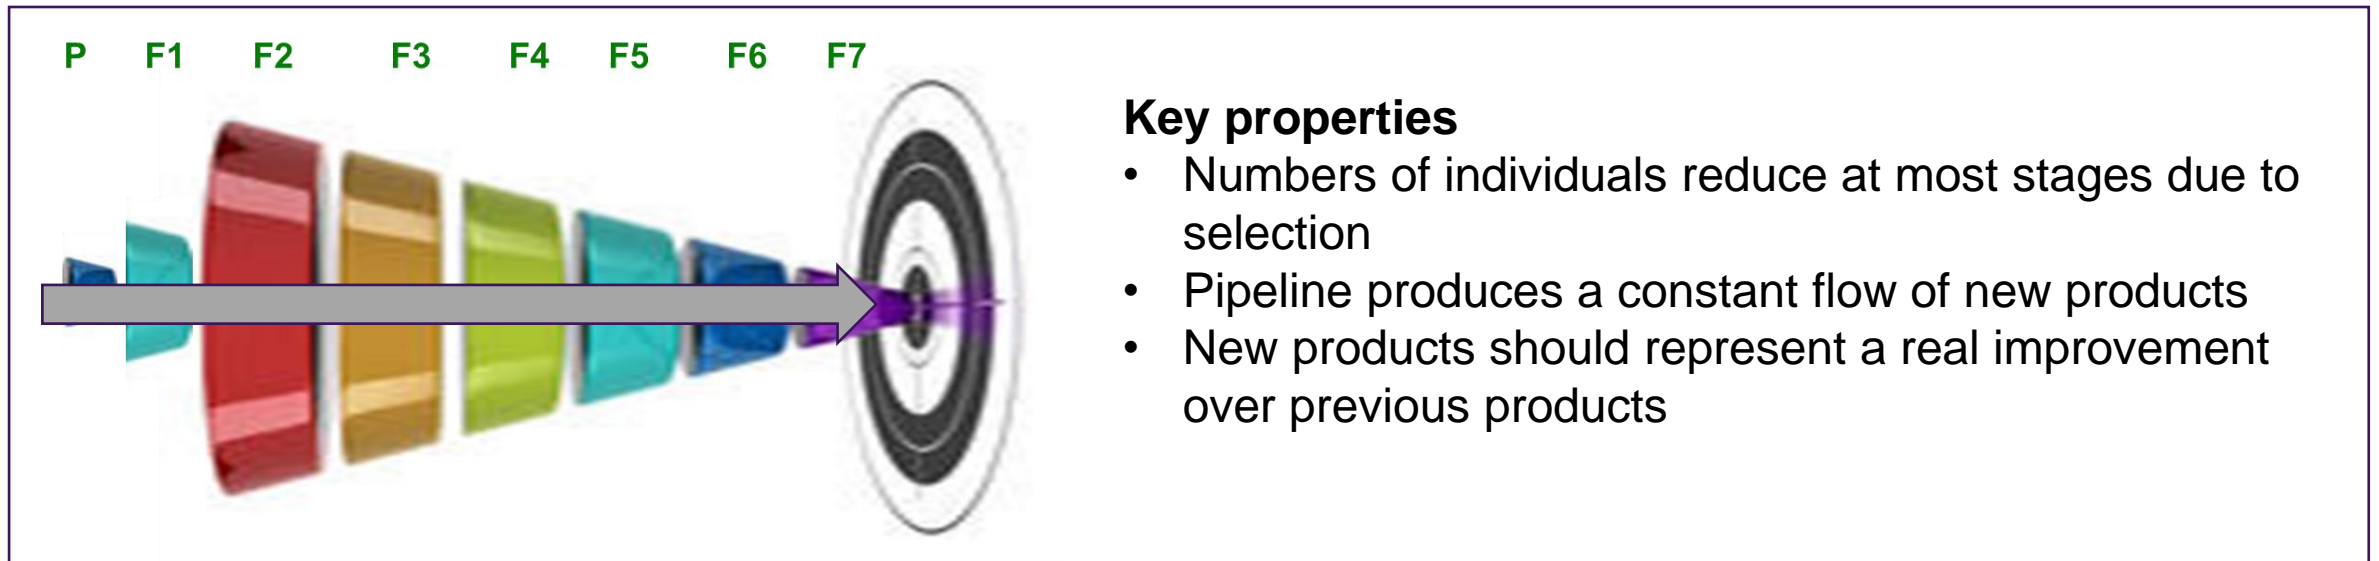 P F1 F2 F3 F4 F5 F6 F7
Key properties
• Numbers of individuals reduce at most stages due to
selection
• Pipeline produces a constant flow of new products
• New products should represent a real improvement
over previous products